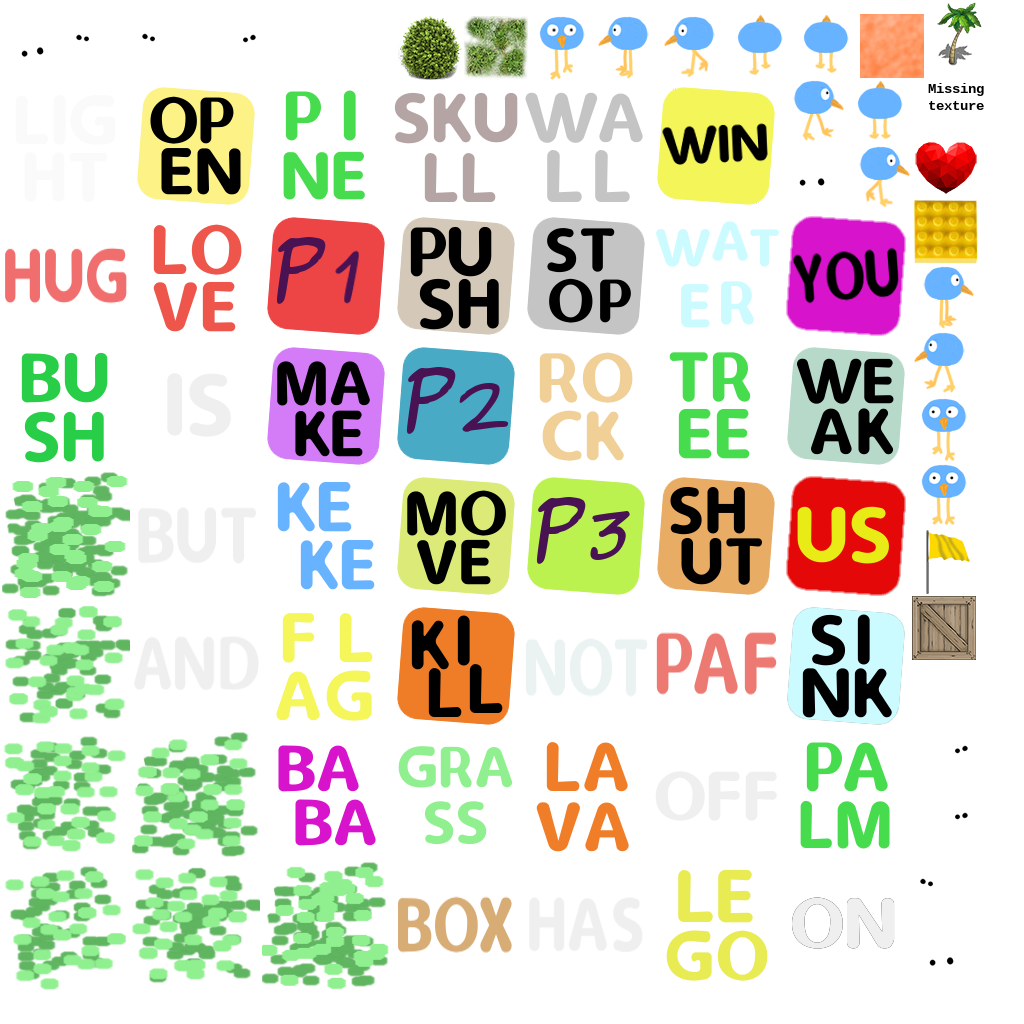 Missing
texture
LIG
HT
OP
EN
P I
NE
SKU
LL
WA
LL
WIN
HUG
LO
VE
P1
PU
SH
ST
OP
WAT
ER
YOU
BU
SH
IS
MA
KE
P2
RO
CK
TR
EE
WE
AK
BUT
KE
KE
MO
VE
P3
SH
UT
US
AND
F L
AG
KI
LL
NOT
PAF
SI
NK
BA
BA
GRA
SS
LA
VA
OFF
PA
LM
BOX
HAS
LE
GO
ON